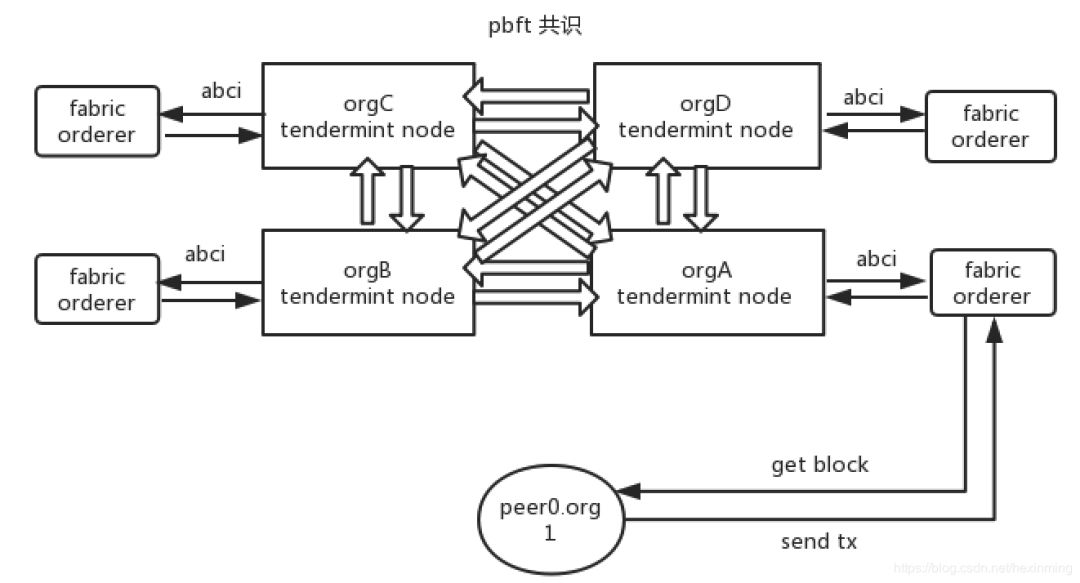 pbft 共识
abci
fabric
orderer
orgC
tendermint node
orgD
tendermint node
abci
fabric
orderer
abci
fabric
orderer
orgB
tendermint node
orgA
tendermint node
abci
fabric
orderer
get block
peer0.org
1
send tx
https://blog.csdn.net/hexinming